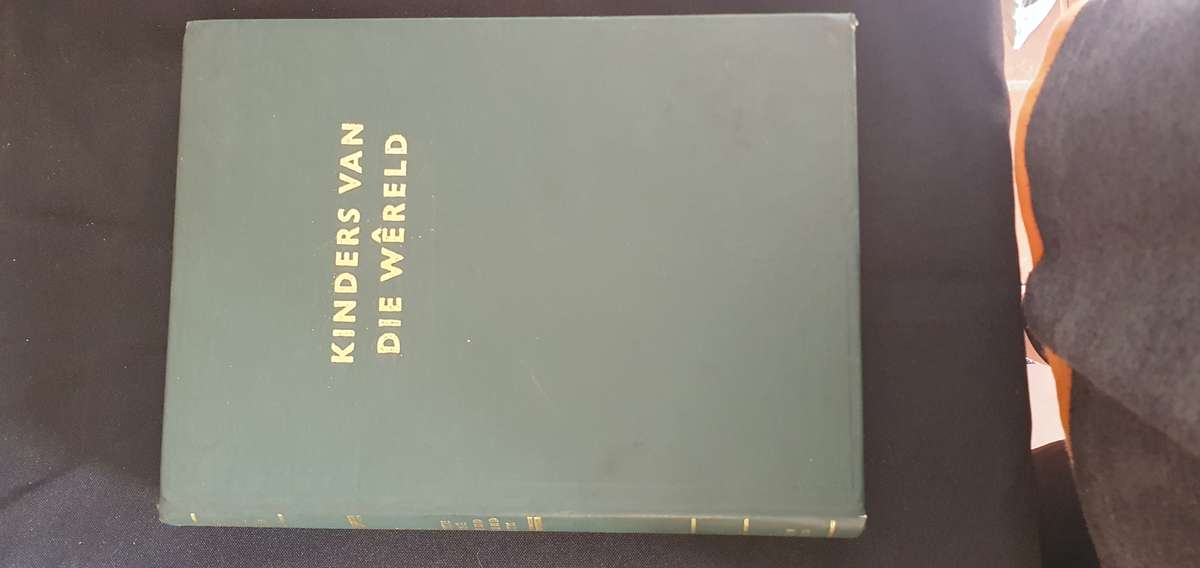 KINDERS VAN
DIE WÊRELD